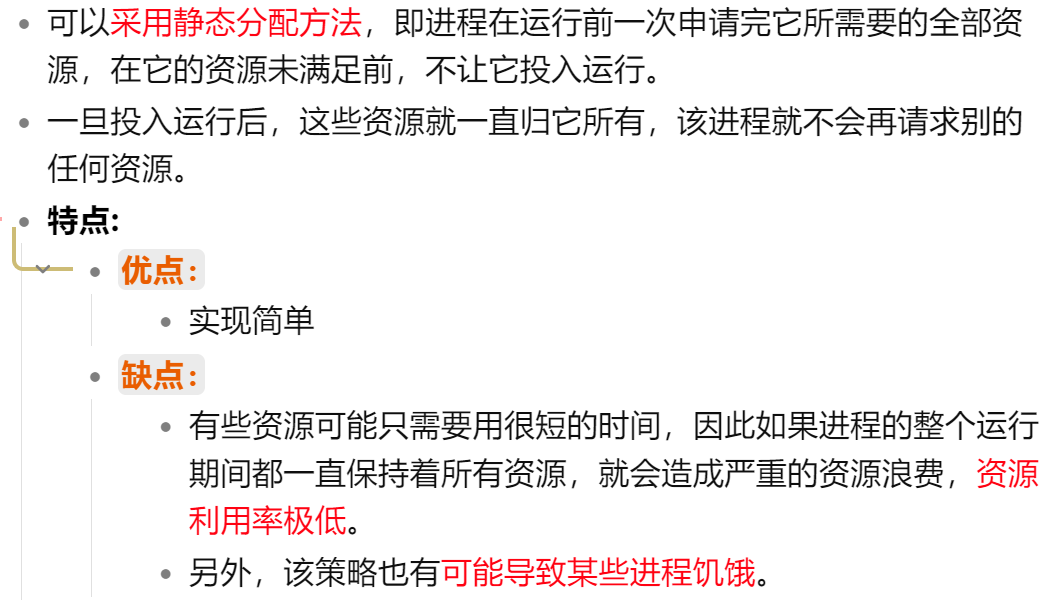 可以采用静态分配方法，即进程在运行前一次申请完它所需要的全部资
源，在它的资源未满足前，不让它投入运行。
一旦投入运行后，这些资源就一直归它所有，该进程就不会再请求别的
任何资源。
特点:
优点：
实现简单
缺点：
有些资源可能只需要用很短的时间，因此如果进程的整个运行
期间都一直保持着所有资源，就会造成严重的资源浪费，资源
利用率极低。
另外，该策略也有可能导致某些进程饥饿。